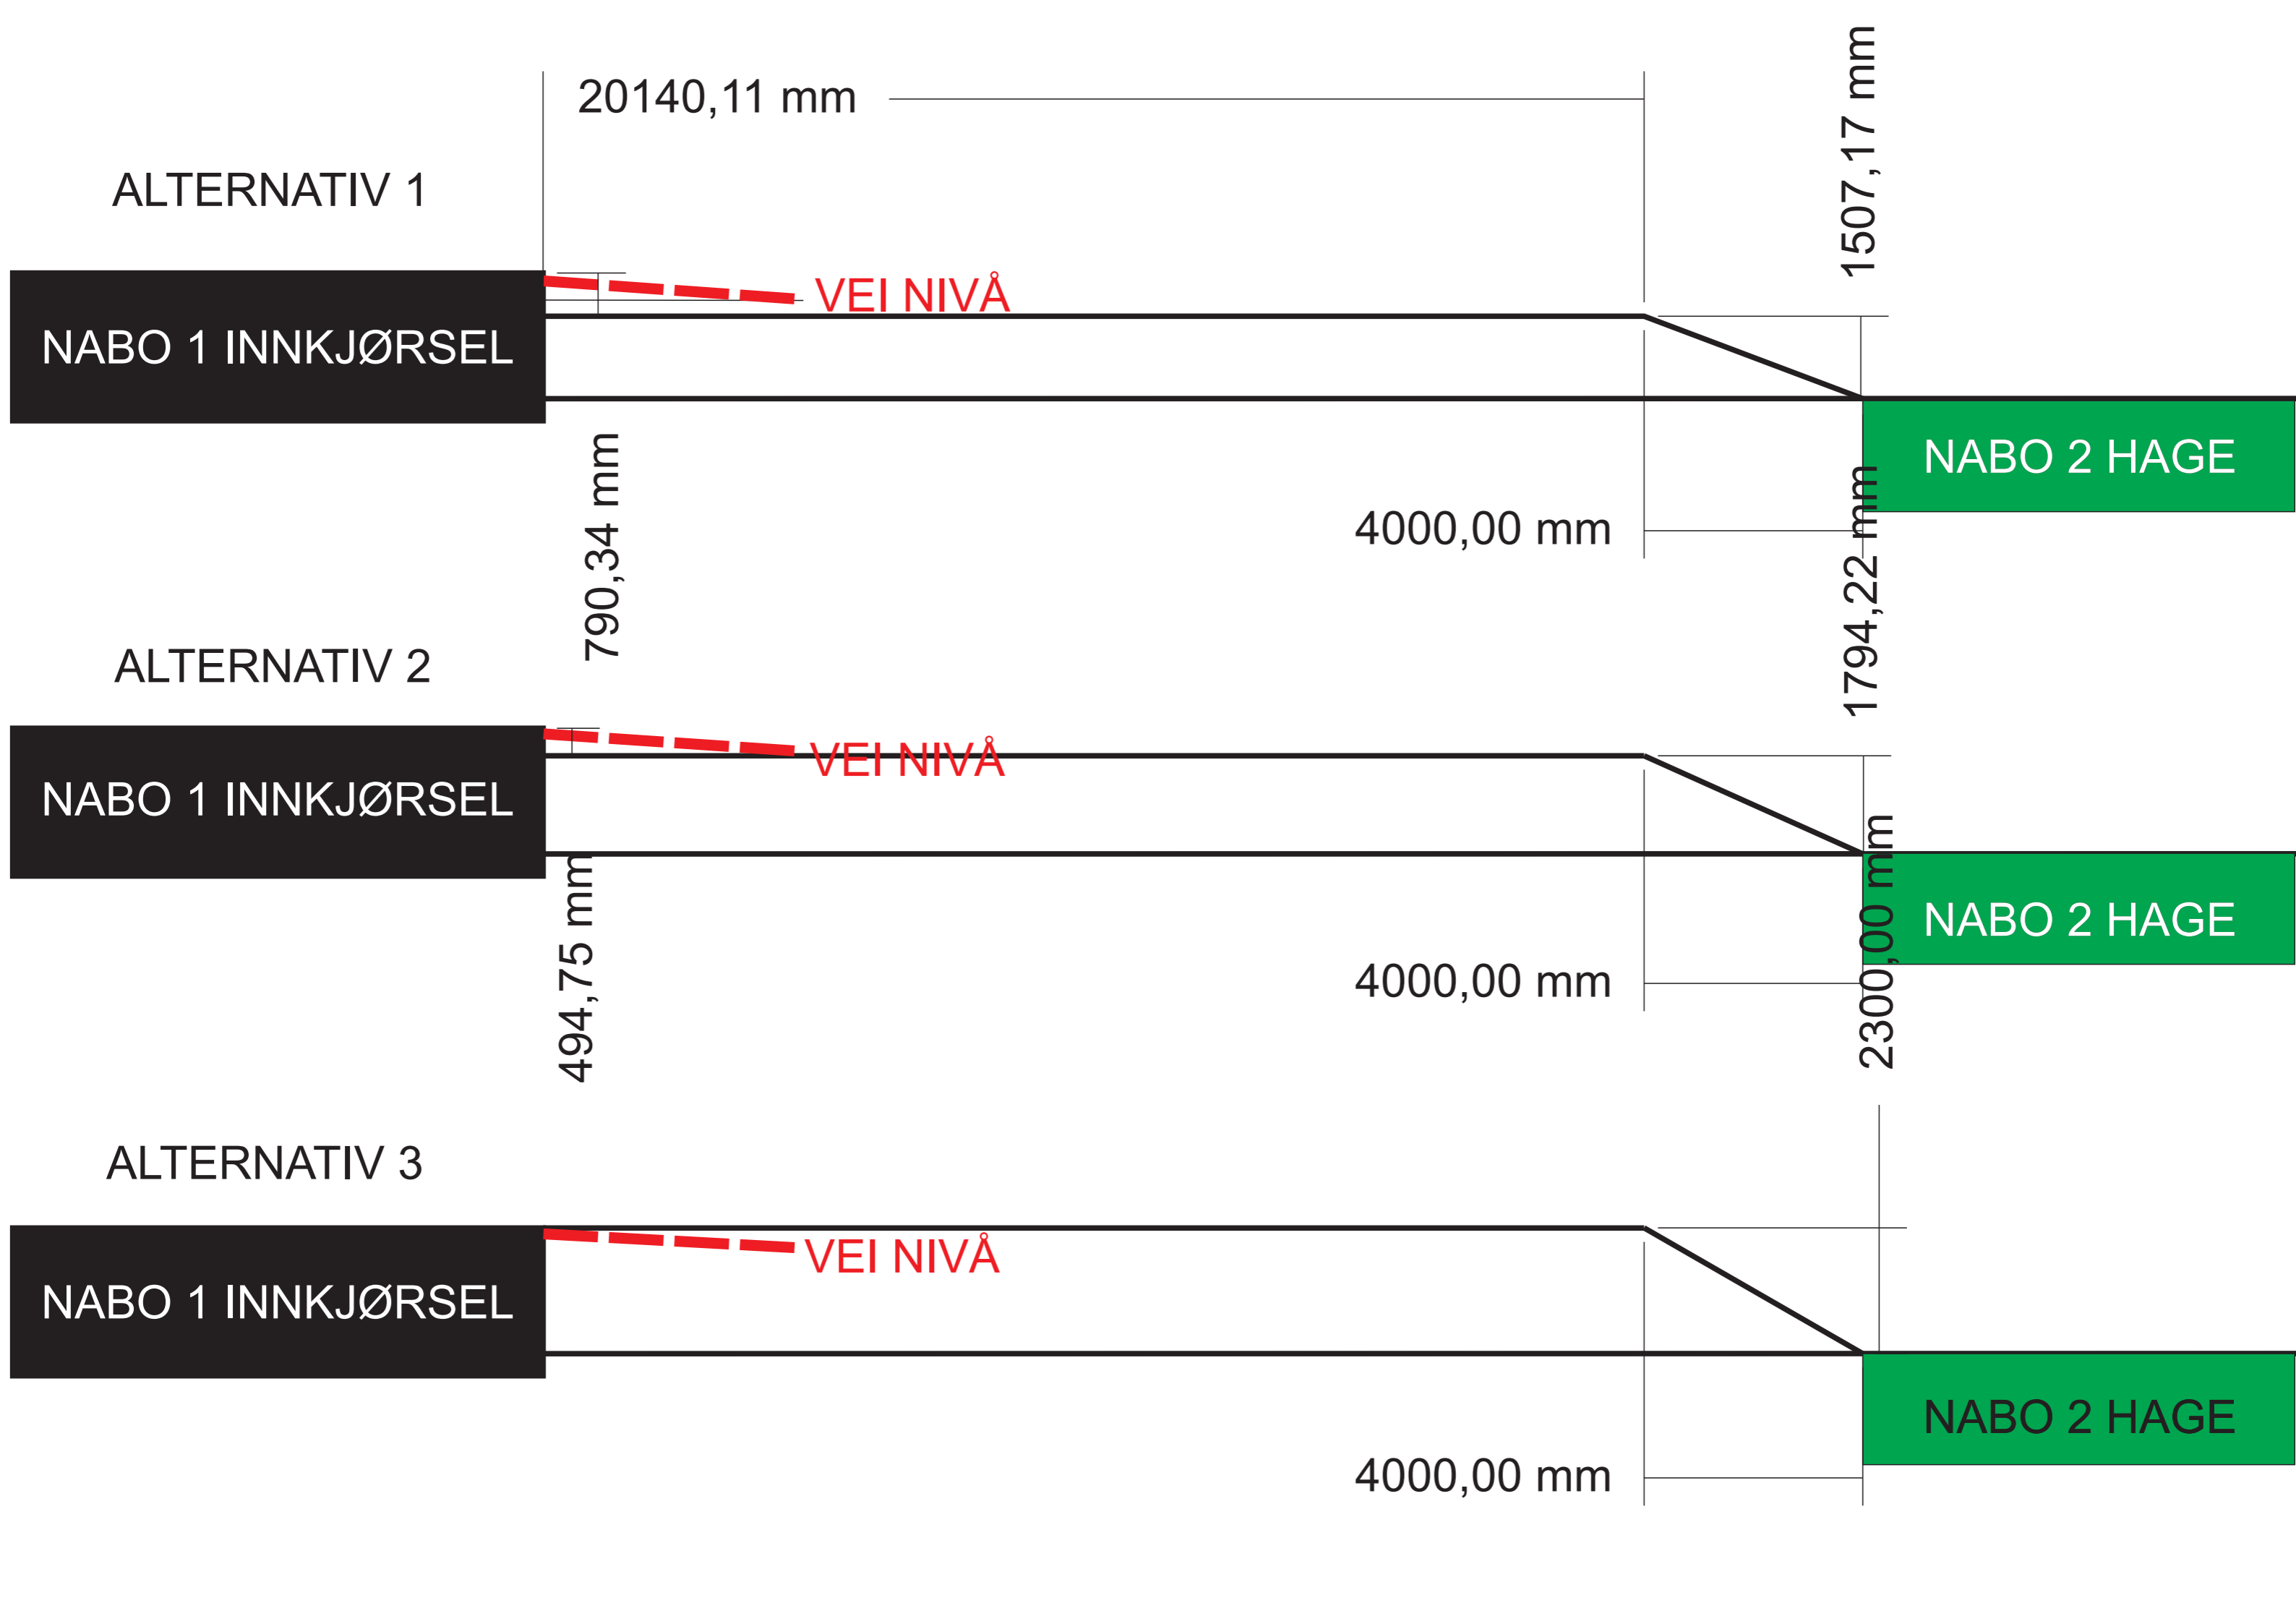 20140,11 mm
1507,17 mm
ALTERNATIV 1
VEI NIVÅ
NABO 1 INNKJØRSEL
NABO 2 HAGE
4000,00 mm
790,34 mm
1794,22 mm
ALTERNATIV 2
VEI NIVÅ
NABO 1 INNKJØRSEL
NABO 2 HAGE
4000,00 mm
494,75 mm
2300,00 mm
ALTERNATIV 3
VEI NIVÅ
NABO 1 INNKJØRSEL
NABO 2 HAGE
4000,00 mm